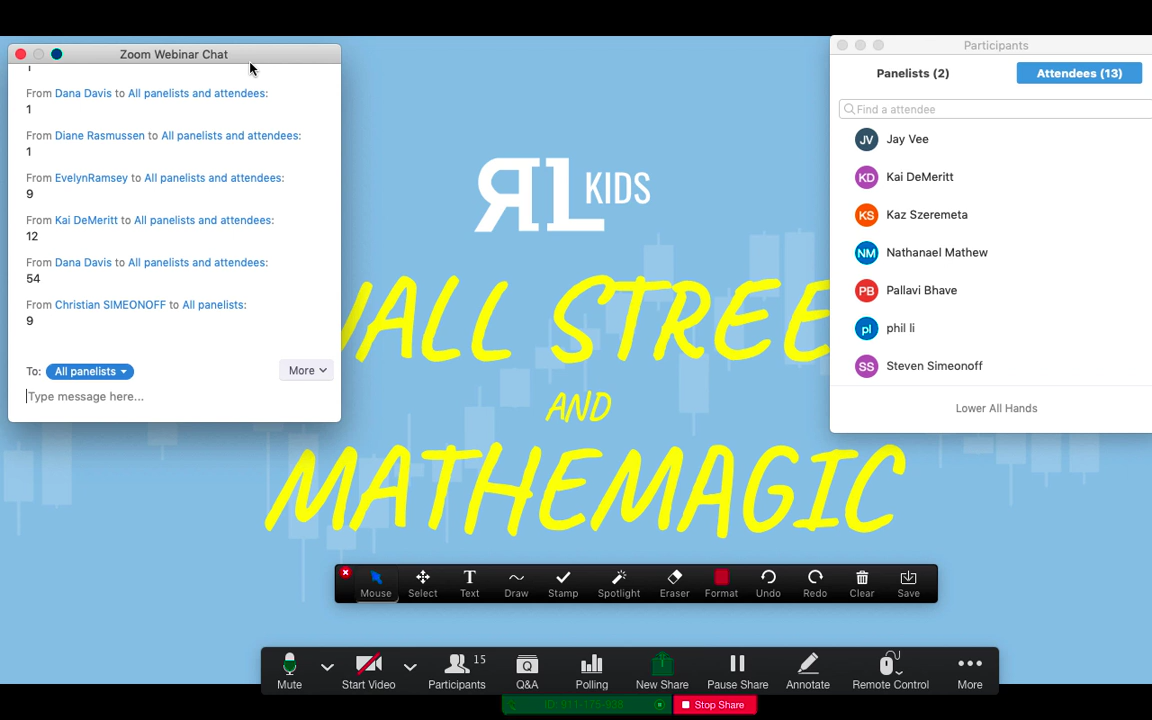 Zoom Webinar Chat
From Dana Davis to All panelists and attendees:
1
From Diane Rasmussen to All panelists and attendees:
1
From EvelynRamsey to All panelists and attendees:
9
From Kai DeMeritt to All panelists and attendees:
12
From Dana Davis to All panelists and attendees:
54
From Christian SIMEONOFF to All panelists:
9
To: All panelists
More
Type message here...
Participants
Panelists (2)
Attendees (13)
Find a attendee
JV Jay Vee
KD Kai DeMeritt
KS Kaz Szeremeta
NM Nathanael Mathew
PB Pallavi Bhave
pl phil li
SS Steven Simeonoff
Lower All Hands
KIDS
WALL STREE
AND
MATHEMAGIC
Mouse Select Text Draw Stamp Spotlight Eraser Format Undo Redo Clear Save
15
Mute Start Video Participants Q&A Polling New Share Pause Share Annotate Remote Control More
ID: 911-175-938
Stop Share